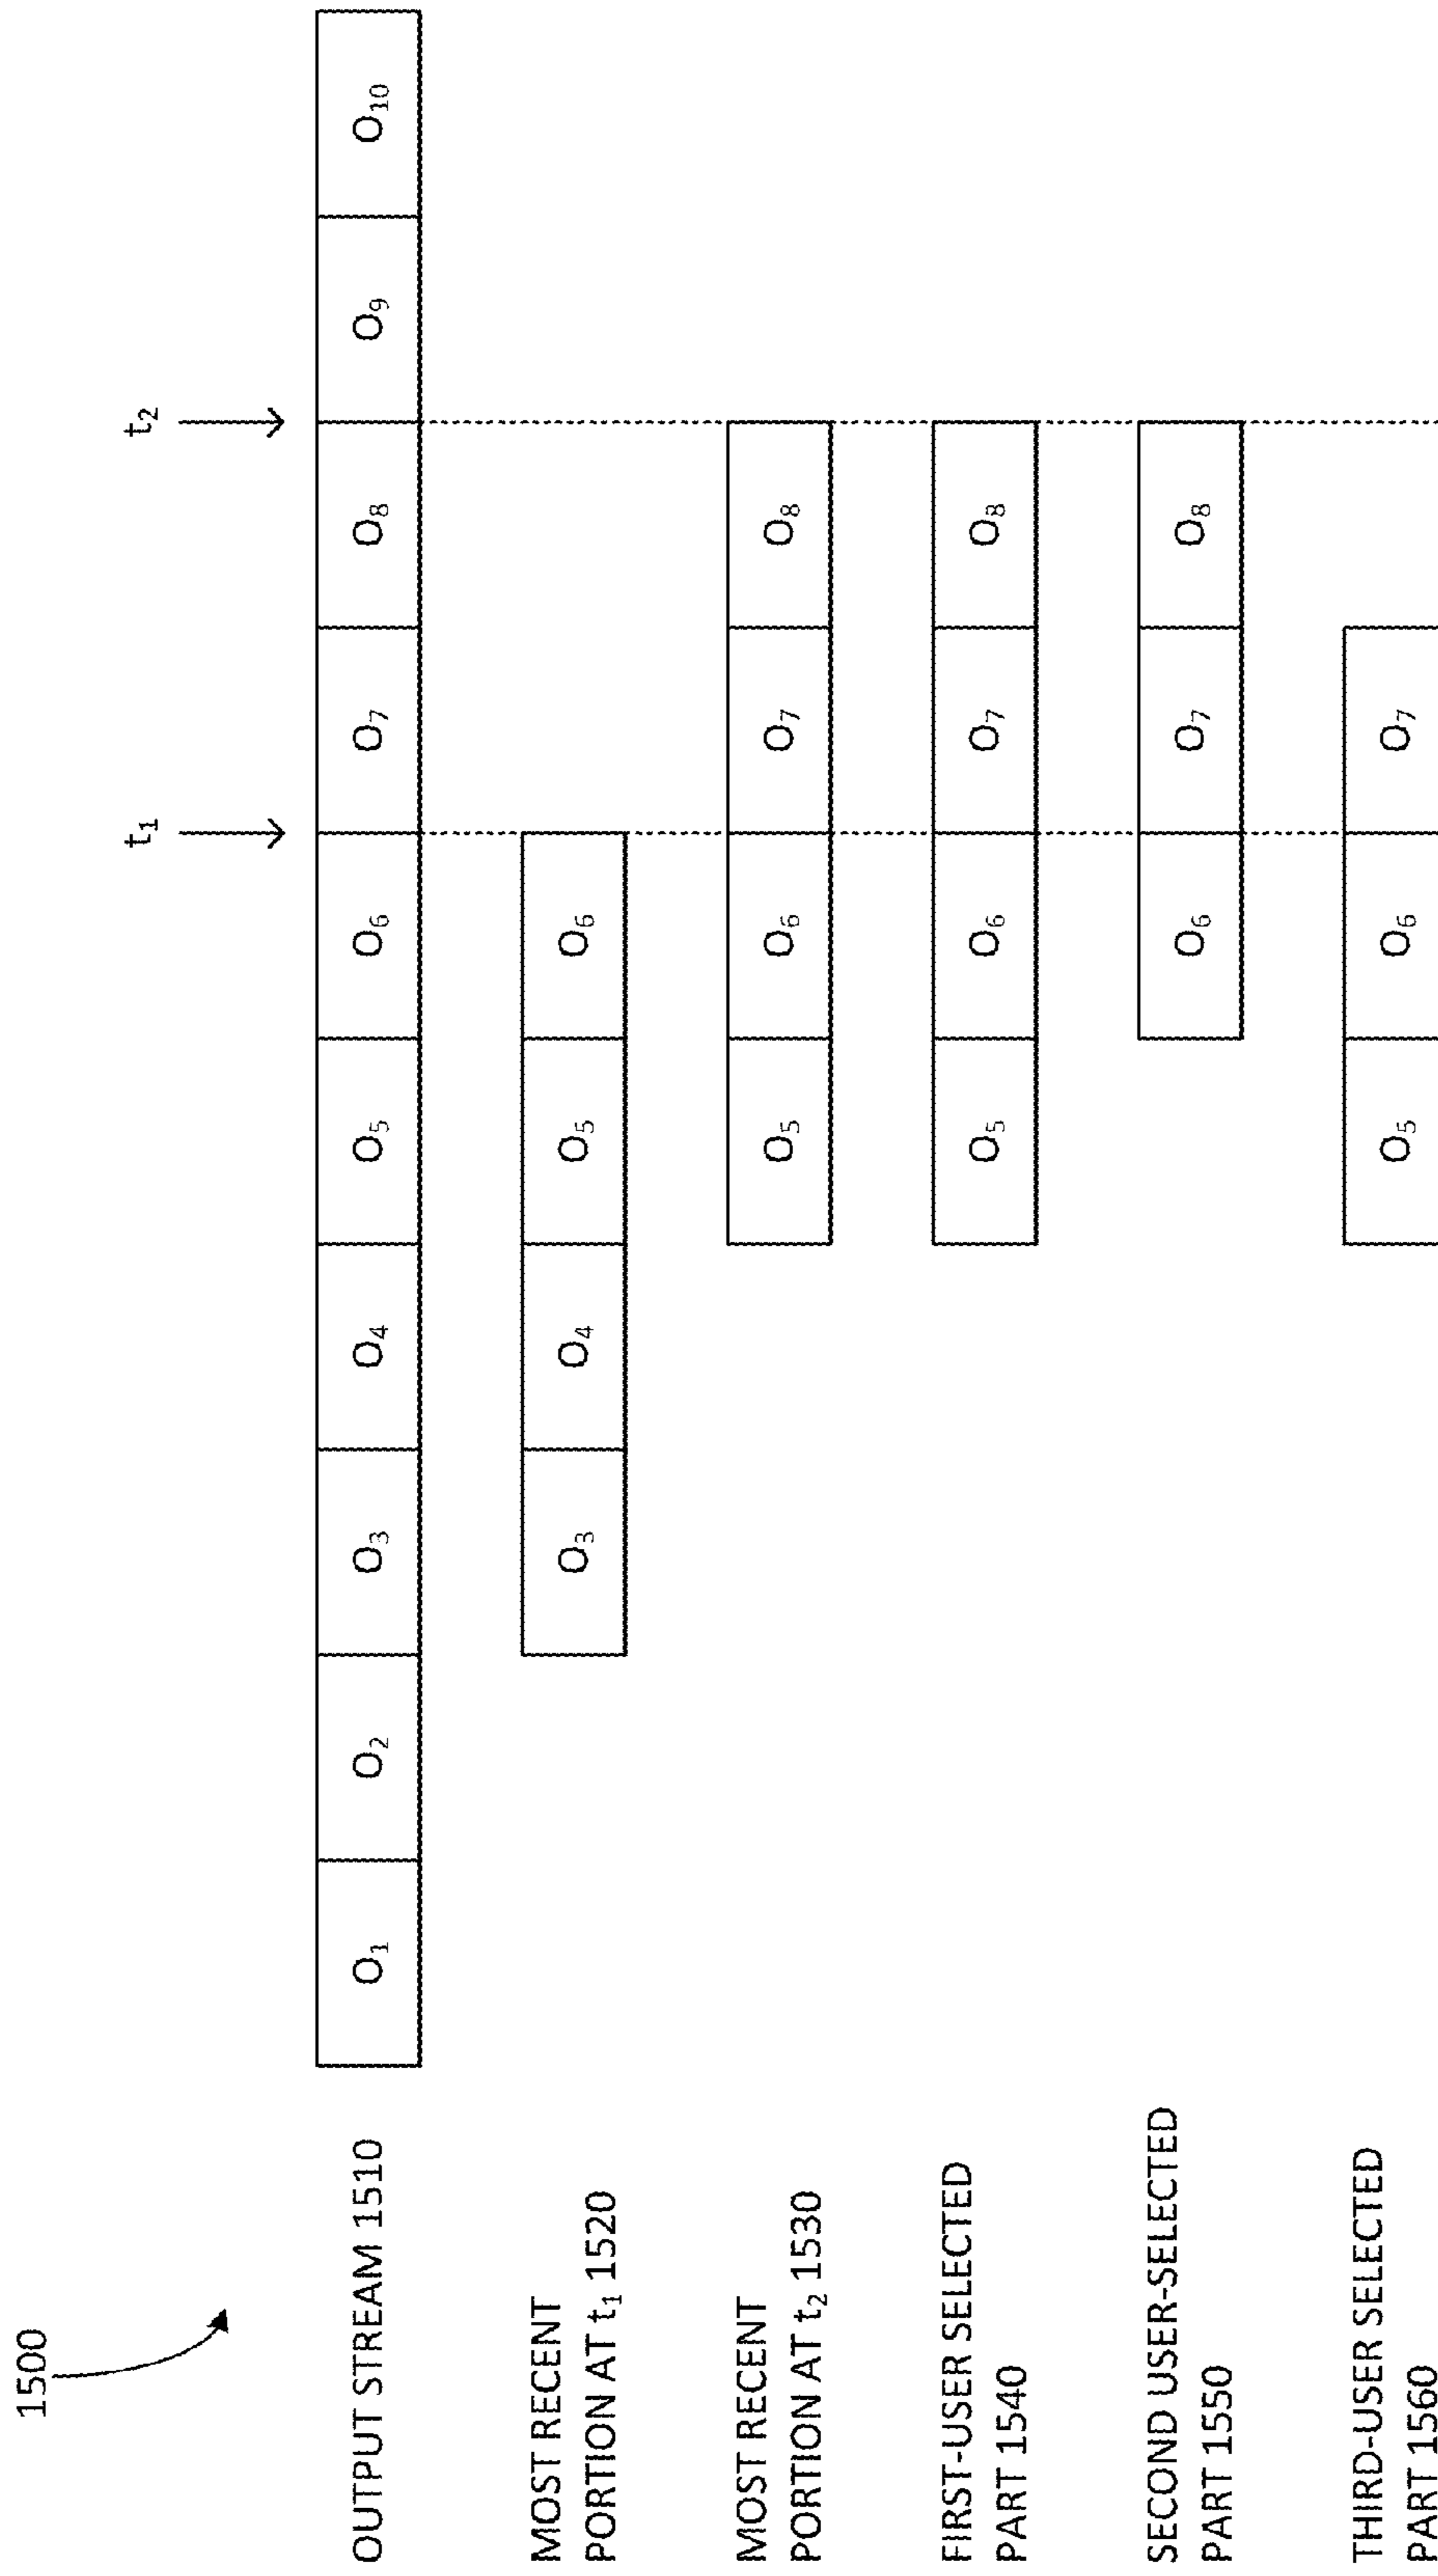 1500
t₁
t₂
OUTPUT STREAM 1510
O₁ O₂ O₃ O₄ O₅ O₆ O₇ O₈ O₉ O₁₀
MOST RECENT
PORTION AT t₁ 1520
O₃ O₄ O₅ O₆
MOST RECENT
PORTION AT t₂ 1530
O₅ O₆ O₇ O₈
FIRST-USER SELECTED
PART 1540
O₅ O₆ O₇ O₈
SECOND USER-SELECTED
PART 1550
O₆ O₇ O₈
THIRD-USER SELECTED
PART 1560
O₅ O₆ O₇